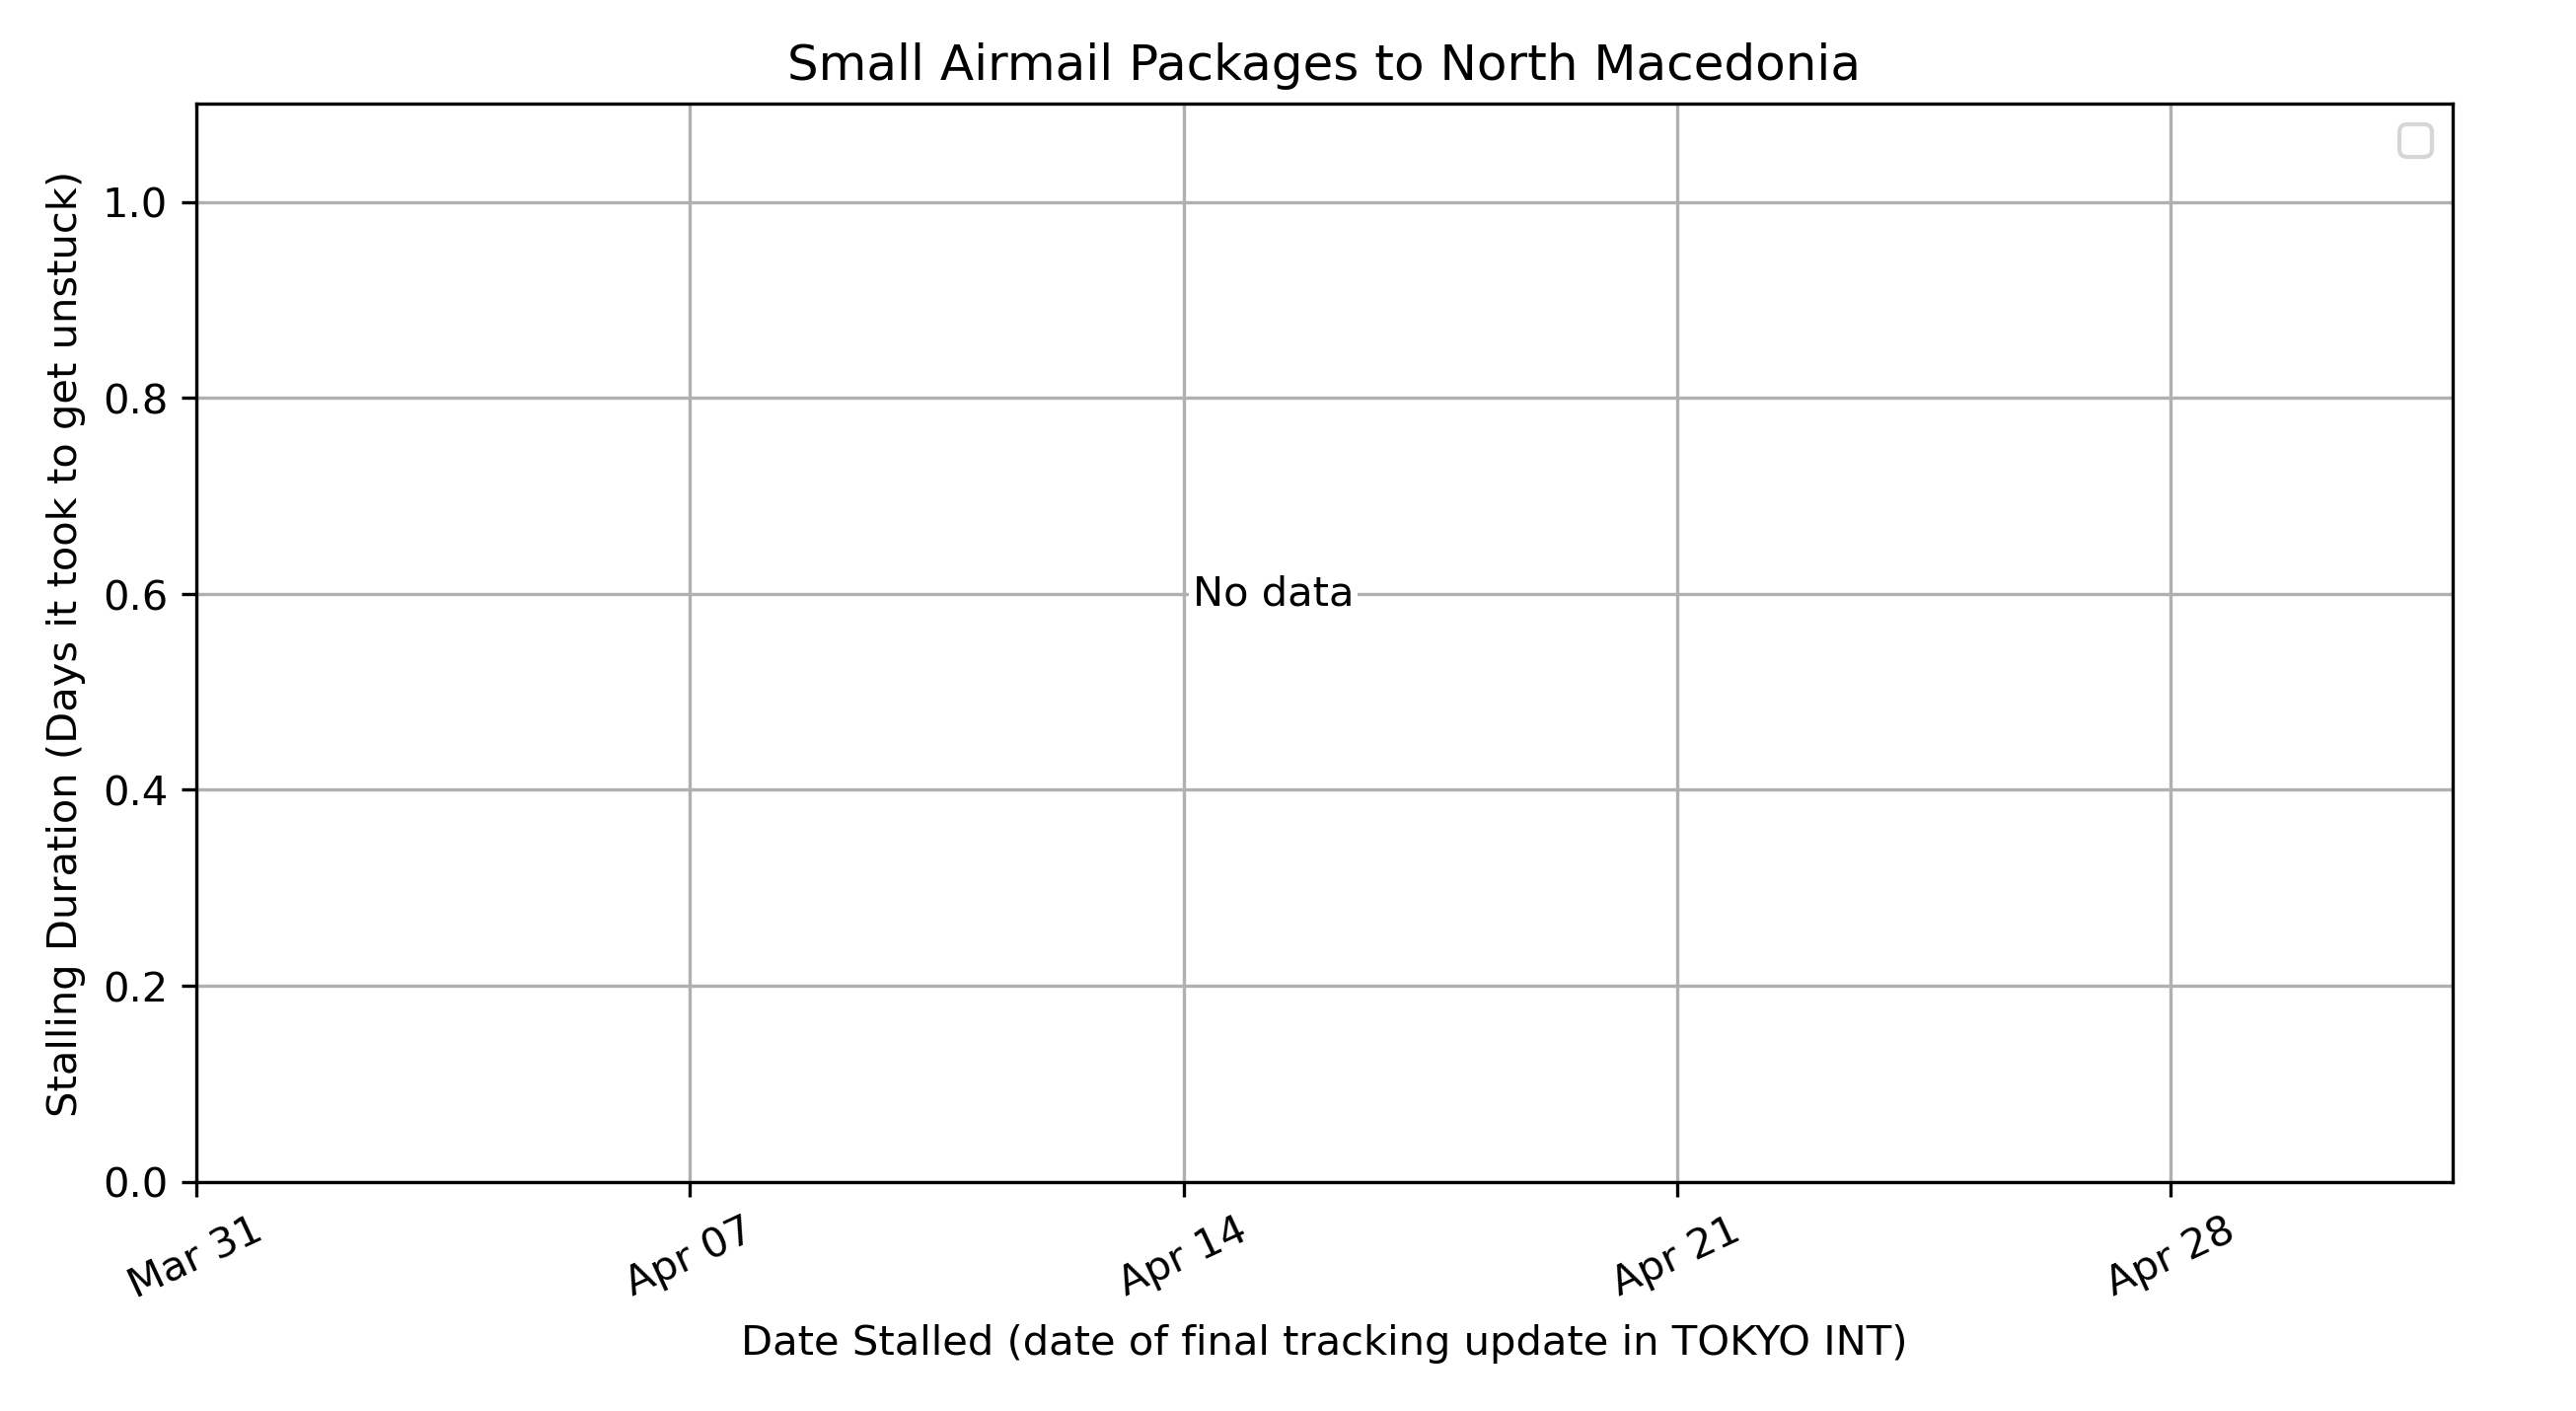 Small Airmail Packages to North Macedonia
Stalling Duration (Days it took to get unstuck)
1.0
0.8
0.6
0.4
0.2
0.0
No data
Mar 31
Apr 07
Apr 14
Apr 21
Apr 28
Date Stalled (date of final tracking update in TOKYO INT)